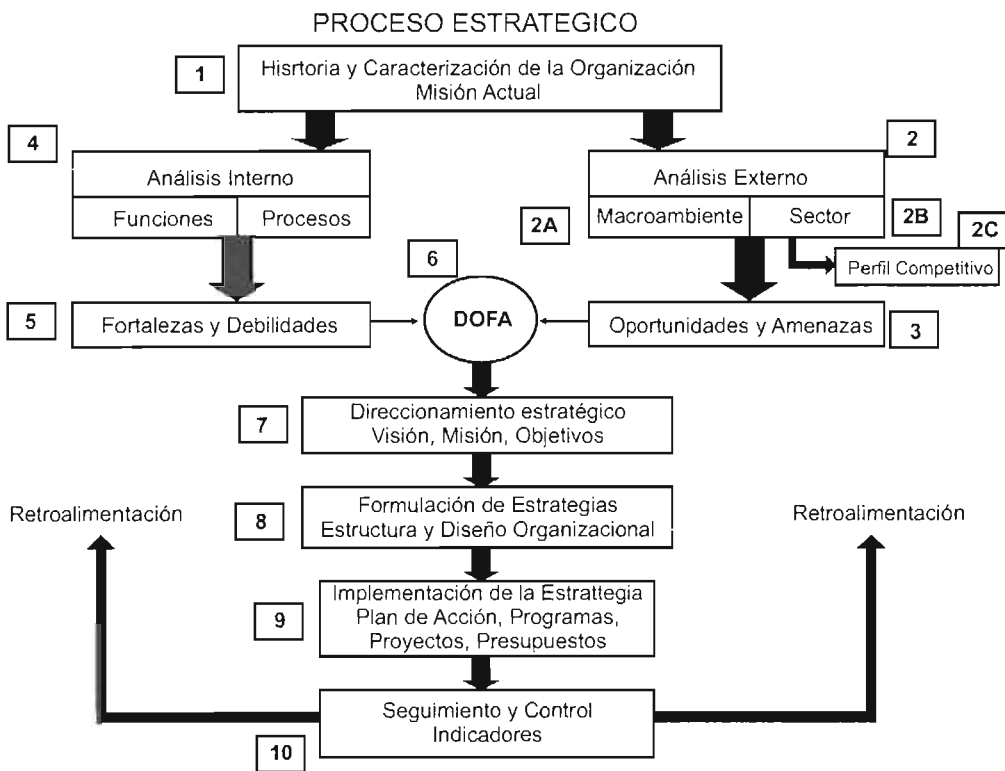 PROCESO ESTRATEGICO
1
Hisrtoria y Caracterización de la Organización
Misión Actual
4
Análisis Interno
Funciones
Procesos
2
Análisis Externo
2A
Macroambiente
Sector
2B
2C
Perfil Competitivo
5
Fortalezas y Debilidades
6
DOFA
Oportunidades y Amenazas
3
7
Direccionamiento estratégico
Visión, Misión, Objetivos
8
Formulación de Estrategias
Estructura y Diseño Organizacional
Retroalimentación
Retroalimentación
9
Implementación de la Estrattegia
Plan de Acción, Programas,
Proyectos, Presupuestos
Seguimiento y Control
Indicadores
10